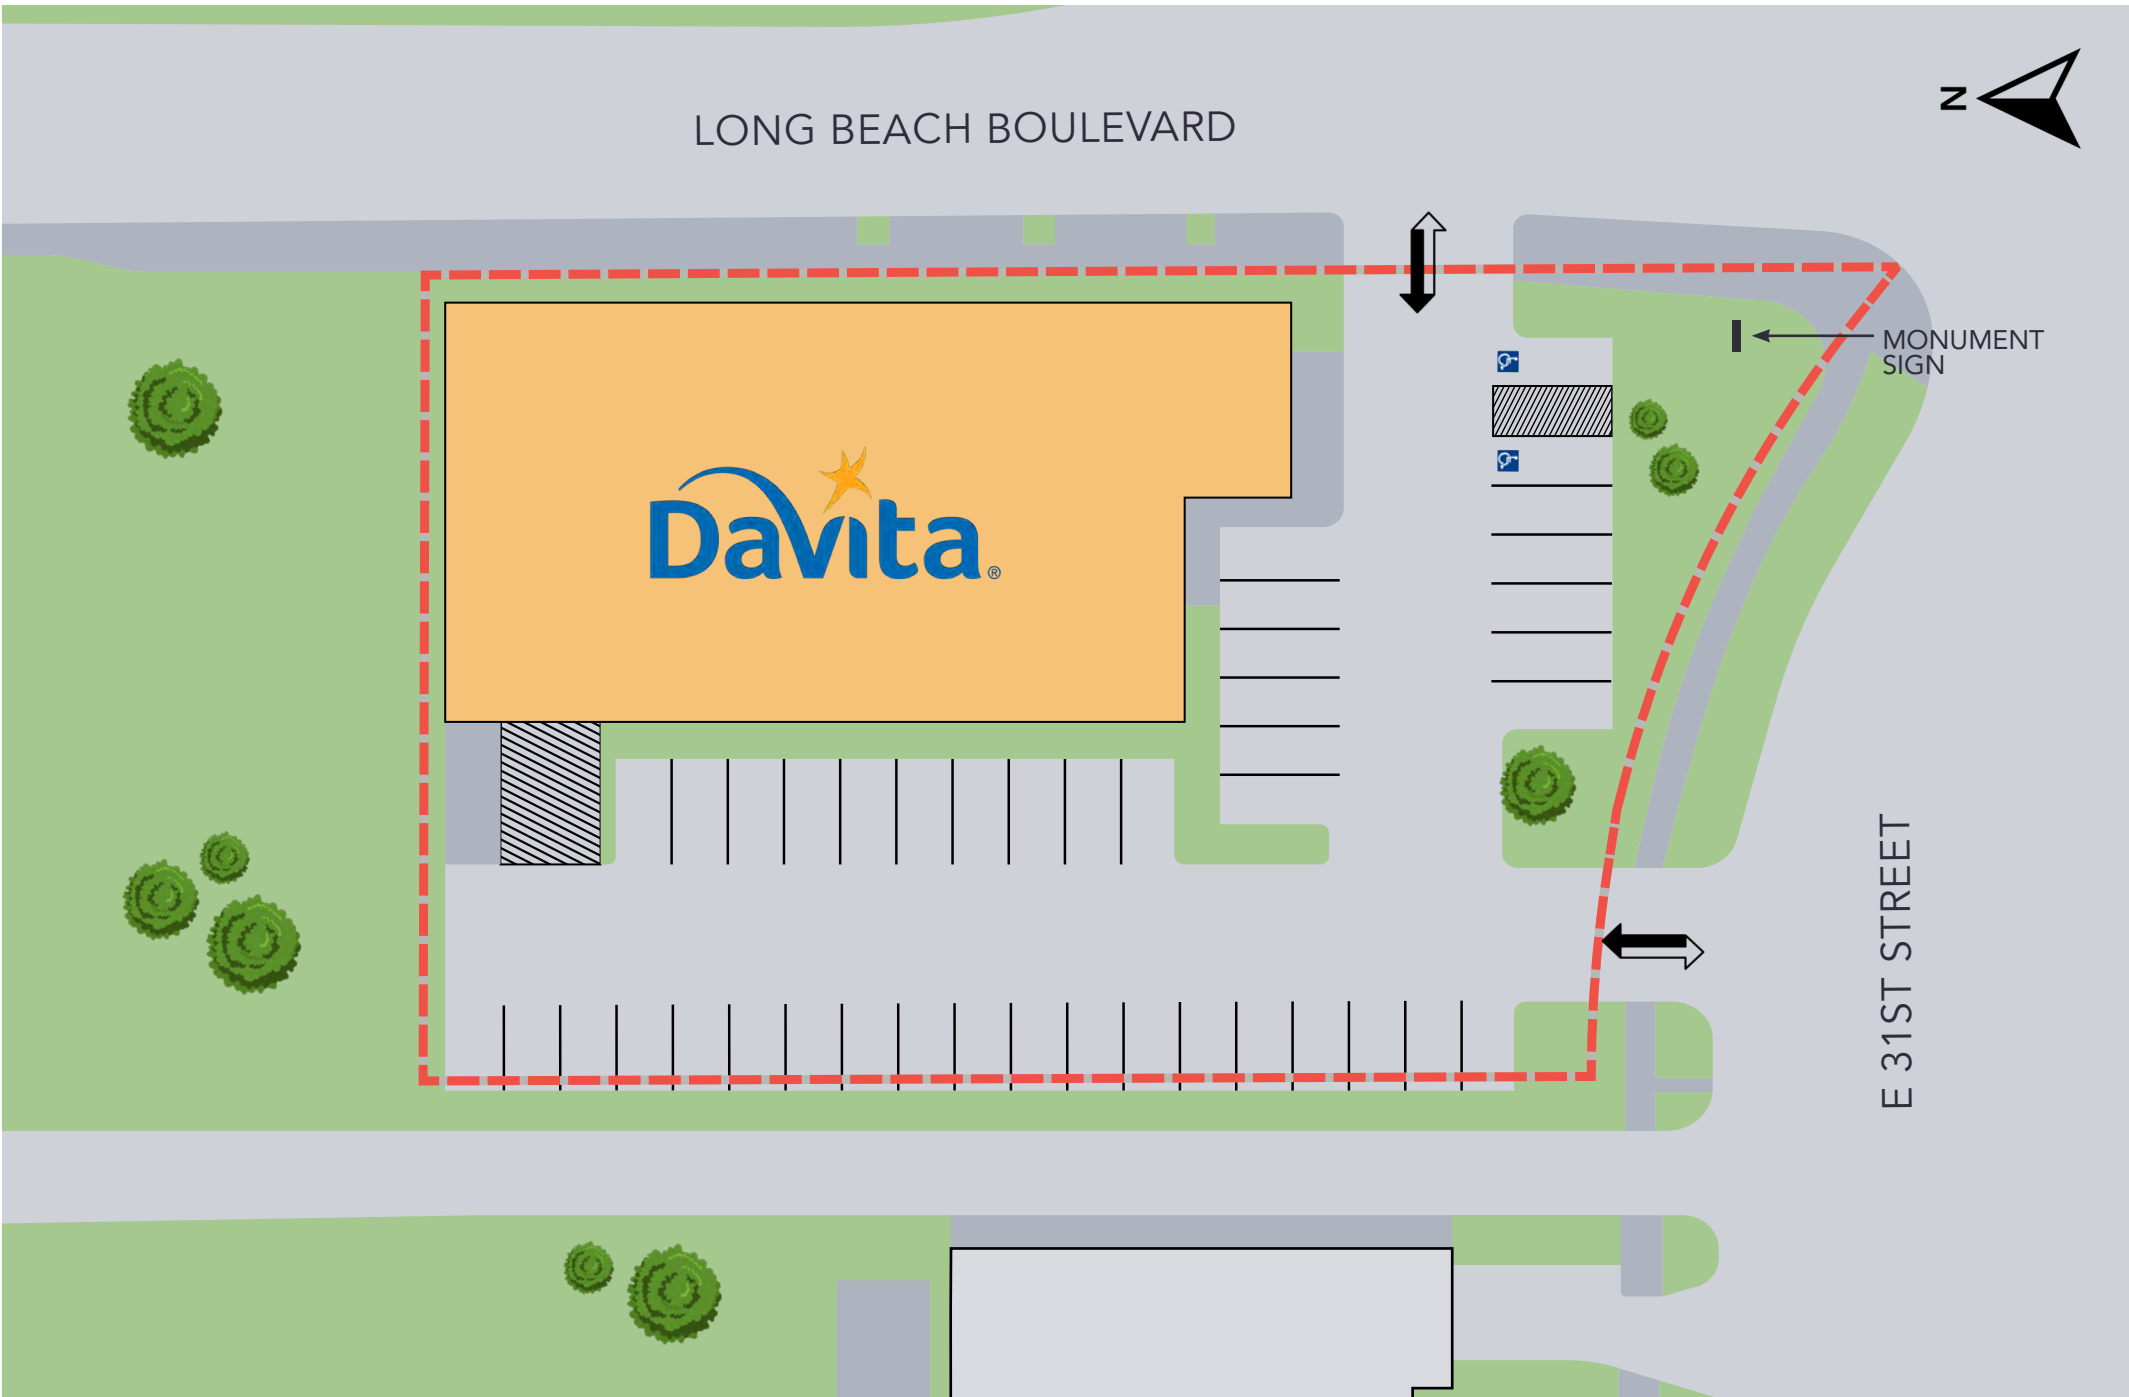 LONG BEACH BOULEVARD
N
MONUMENT
SIGN
DaVita®
E 31ST STREET